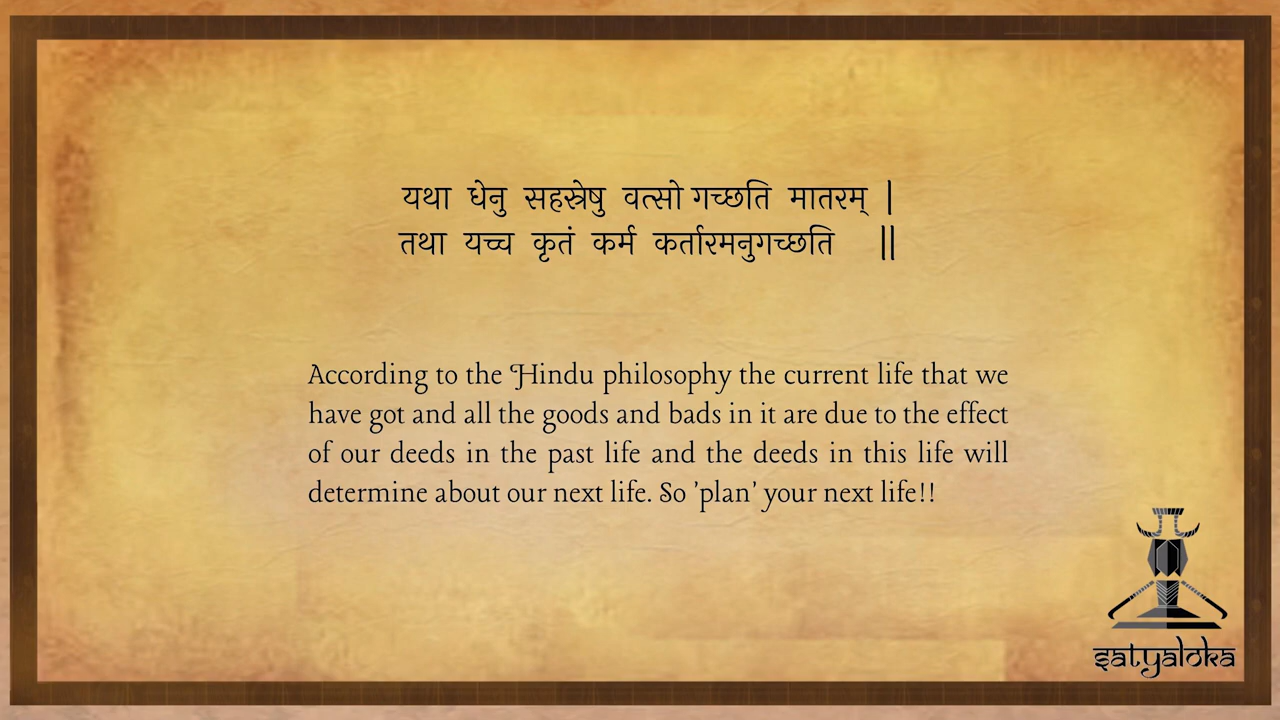 यथा धेनु सहस्रेषु वत्सो गच्छति मातरम् |
तथा यच्च कृतं कर्म कर्तारमनुगच्छति ||
According to the Hindu philosophy the current life that we
have got and all the goods and bads in it are due to the effect
of our deeds in the past life and the deeds in this life will
determine about our next life. So 'plan' your next life!!
satyaloka